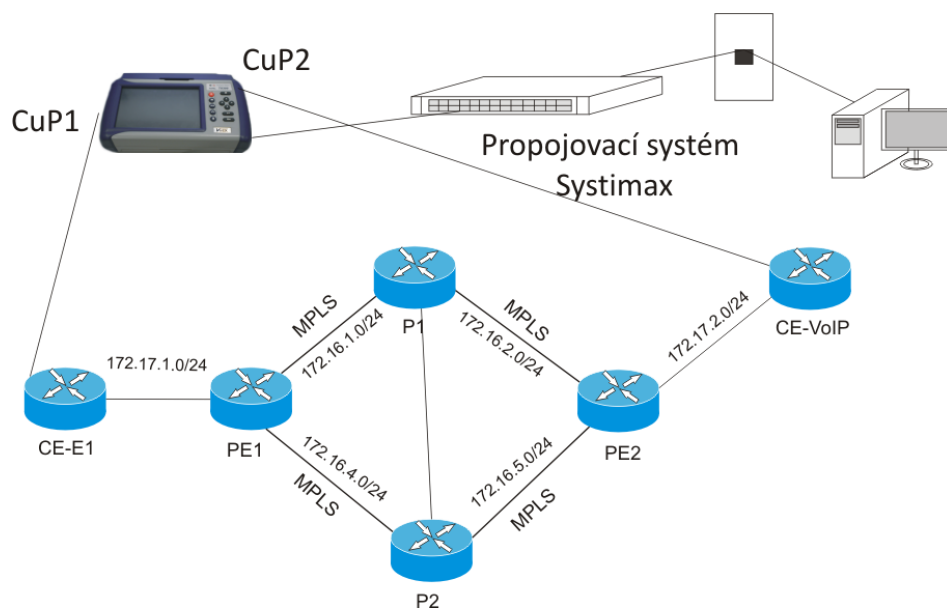 CuP2
CuP1
Propojovací systém
Systimax
P1
MPLS
172.16.1.0/24
MPLS
172.16.2.0/24
172.17.2.0/24
CE-VoIP
172.17.1.0/24
CE-E1
PE1
PE2
172.16.4.0/24
MPLS
172.16.5.0/24
MPLS
P2